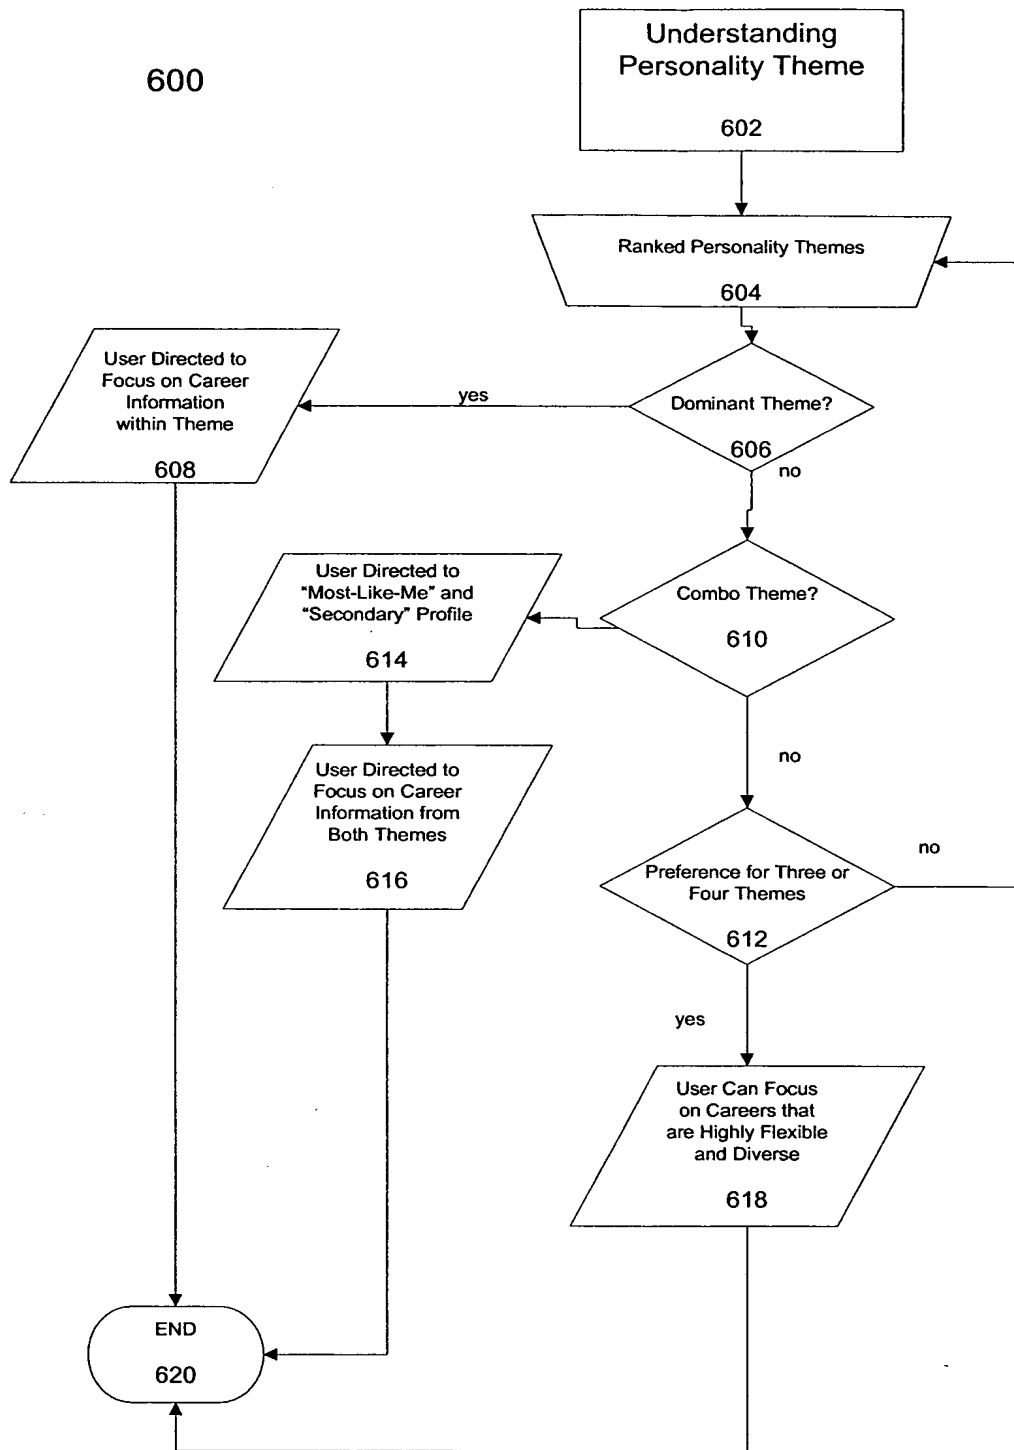 600
Understanding
Personality Theme
602
Ranked Personality Themes
604
User Directed to
Focus on Career
Information
within Theme
608
yes
Dominant Theme?
606
no
User Directed to
"Most-Like-Me" and
"Secondary" Profile
614
Combo Theme?
610
no
User Directed to
Focus on Career
Information from
Both Themes
616
Preference for Three or
Four Themes
612
no
yes
User Can Focus
on Careers that
are Highly Flexible
and Diverse
618
END
620